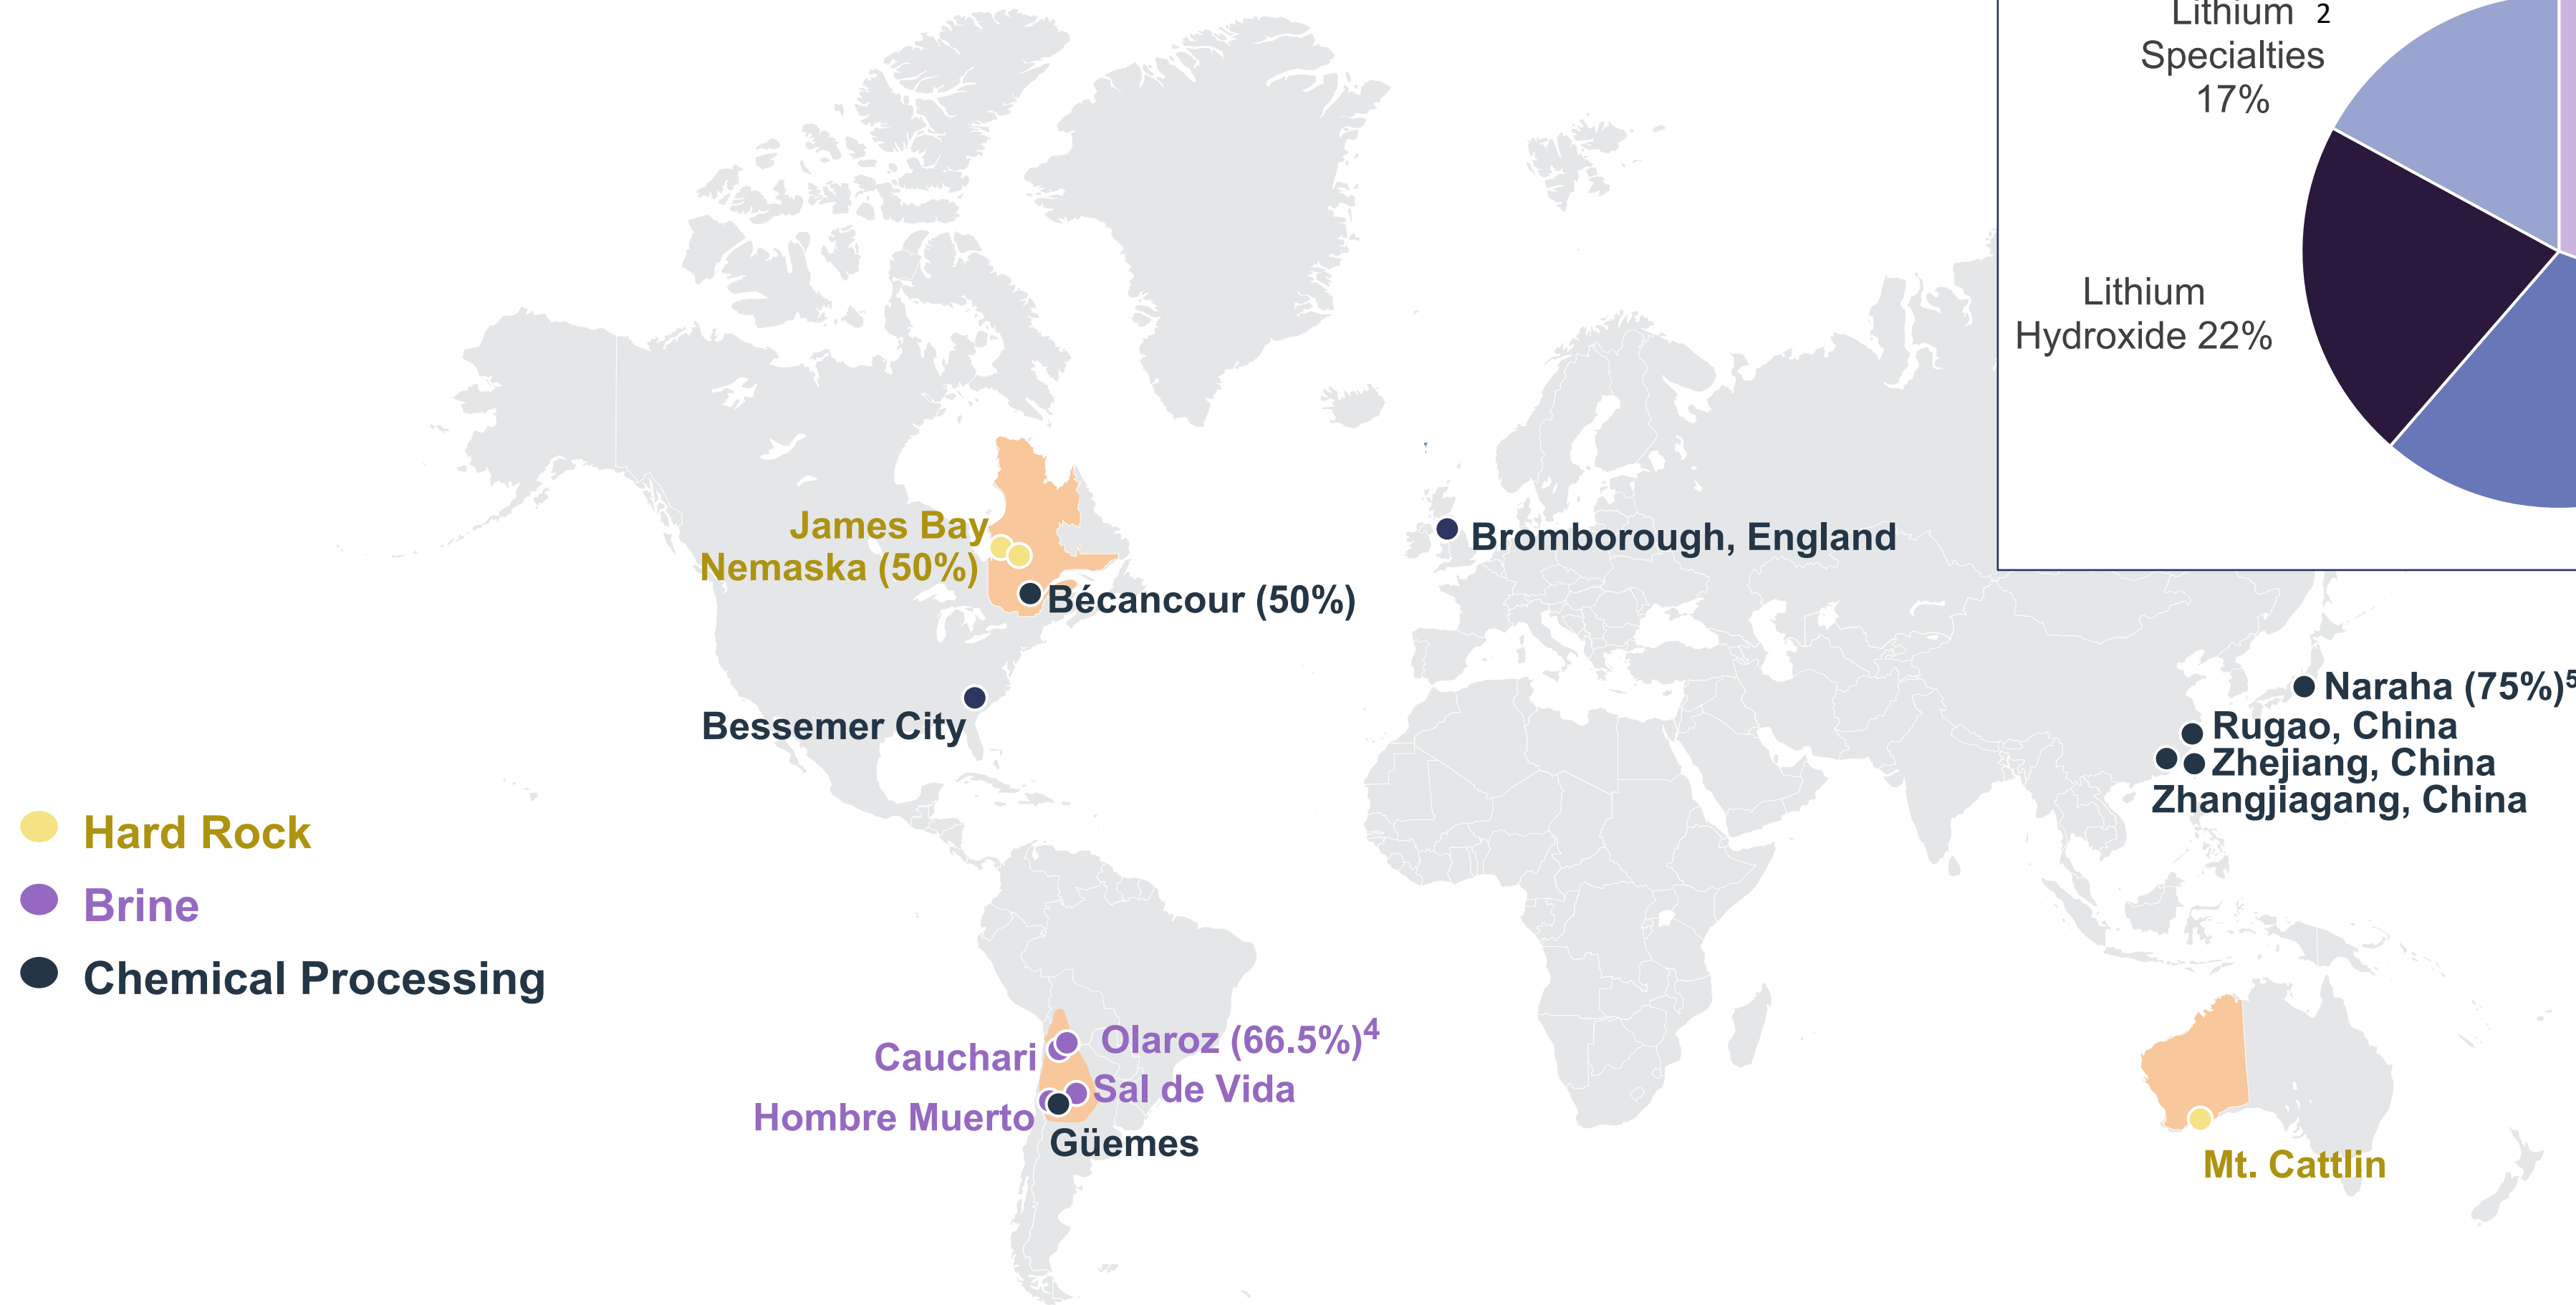 Lithium 2
Specialties
17%
Lithium
Hydroxide 22%
James Bay
Nemaska (50%)
Bécancour (50%)
Bromborough, England
Bessemer City
Naraha (75%)5
Rugao, China
Zhejiang, China
Zhangjiagang, China
Hard Rock
Brine
Chemical Processing
Olaroz (66.5%)4
Cauchari
Sal de Vida
Hombre Muerto
Güemes
Mt. Cattlin